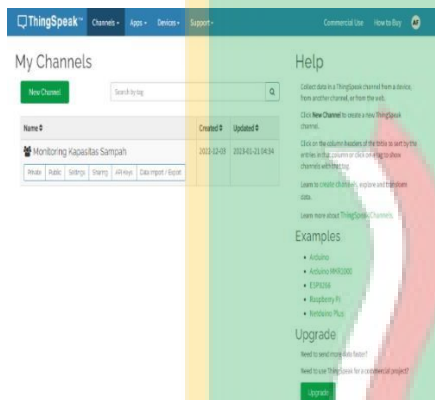 ThingSpeak™ Channels Apps Devices Support Commercial Use How to Buy AF
My Channels
New Channel
Search by tag
Name Created Updated
Monitoring Kapasitas Sampah 2022-12-03 2023-01-21 04:54
Private Public Settings Sharing API Keys Data Import / Export
Help
Collect data in a ThingSpeak channel from a device,
from another channel, or from the web.
Click New Channel to create a new ThingSpeak
channel.
Click on the column headers of the table to sort by the
entries in that column or click on a tag to show
channels with that tag.
Learn to create channels, explore and transform
data.
Learn more about ThingSpeak Channels.
Examples
Arduino
Arduino MKR1000
ESP8266
Raspberry Pi
Netduino Plus
Upgrade
Need to send more data faster?
Need to use ThingSpeak for a commercial project?
Upgrade